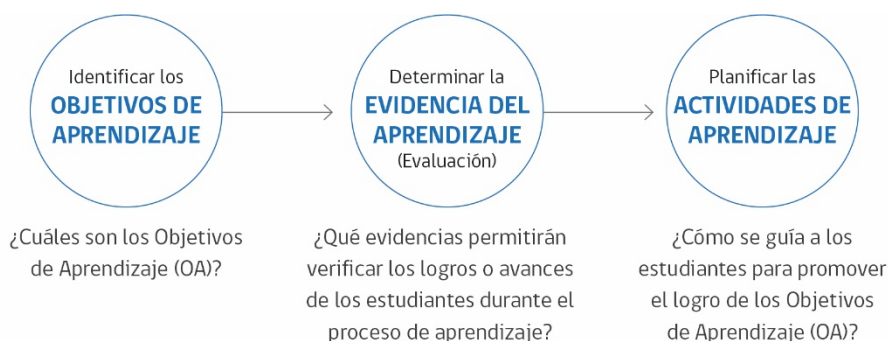 Identificar los
OBJETIVOS DE
APRENDIZAJE
¿Cuáles son los Objetivos
de Aprendizaje (OA)?
Determinar la
EVIDENCIA DEL
APRENDIZAJE
(Evaluación)
¿Qué evidencias permitirán
verificar los logros o avances
de los estudiantes durante el
proceso de aprendizaje?
Planificar las
ACTIVIDADES DE
APRENDIZAJE
¿Cómo se guía a los
estudiantes para promover
el logro de los Objetivos
de Aprendizaje (OA)?